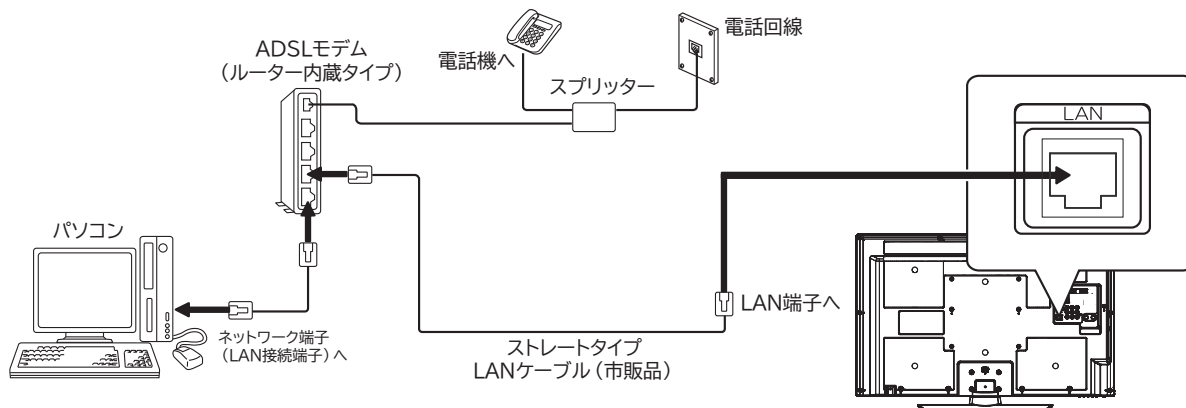 電話回線
ADSLモデム
（ルーター内蔵タイプ）
電話機へ
スプリッター
LAN
パソコン
LAN端子へ
ネットワーク端子
（LAN接続端子）へ
ストレートタイプ
LANケーブル（市販品）